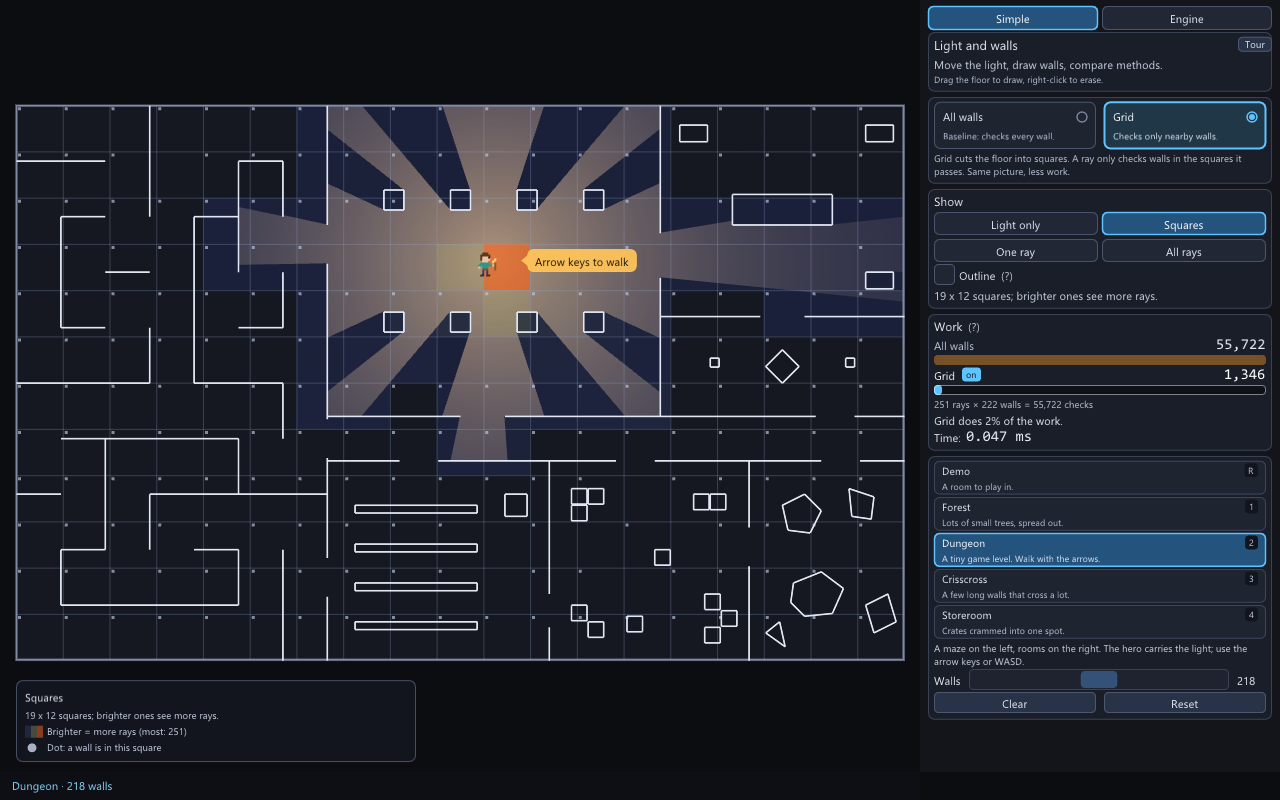 Simple
Engine
Light and walls
Tour
Move the light, draw walls, compare methods.
Drag the floor to draw, right-click to erase.
All walls
Baseline: checks every wall.
Grid
Checks only nearby walls.
Grid cuts the floor into squares. A ray only checks walls in the squares it
passes. Same picture, less work.
Show
Light only
Squares
One ray
All rays
Outline (?)
19 x 12 squares; brighter ones see more rays.
Work (?)
All walls 55,722
Grid on 1,346
251 rays × 222 walls = 55,722 checks
Grid does 2% of the work.
Time: 0.047 ms
Demo R
A room to play in.
Forest 1
Lots of small trees, spread out.
Dungeon 2
A tiny game level. Walk with the arrows.
Crisscross 3
A few long walls that cross a lot.
Storeroom 4
Crates crammed into one spot.
A maze on the left, rooms on the right. The hero carries the light; use the
arrow keys or WASD.
Walls 218
Clear
Reset
Arrow keys to walk
Squares
19 x 12 squares; brighter ones see more rays.
Brighter = more rays (most: 251)
Dot: a wall is in this square
Dungeon · 218 walls